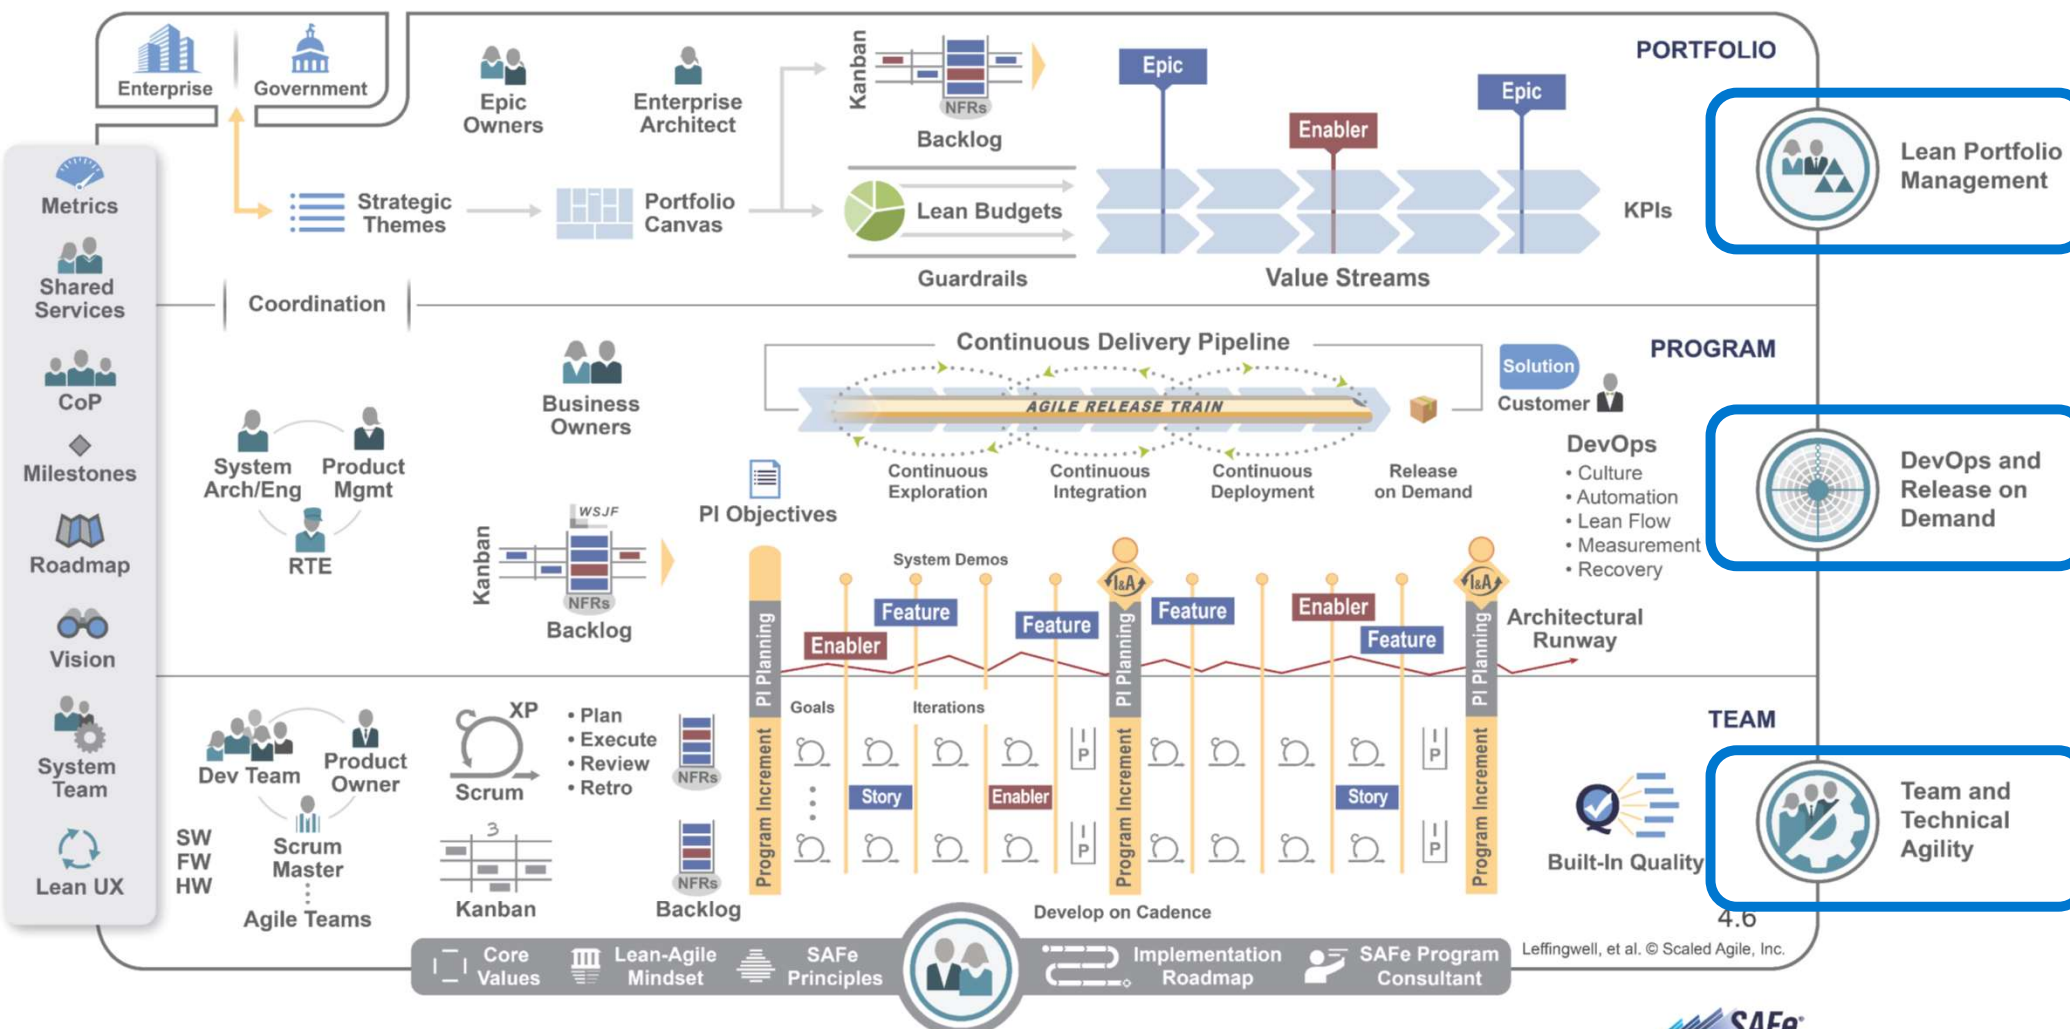 PORTFOLIO
Enterprise
Government
Epic
Owners
Enterprise
Architect
Kanban
NFRs
Backlog
Epic
Enabler
Epic
Lean Portfolio
Management
Metrics
Strategic
Themes
Portfolio
Canvas
Lean Budgets
Guardrails
Value Streams
KPIs
Shared
Services
Coordination
PROGRAM
CoP
Milestones
Roadmap
Vision
System
Team
Lean UX
Business
Owners
Continuous Delivery Pipeline
AGILE RELEASE TRAIN
Continuous
Exploration
Continuous
Integration
Continuous
Deployment
Release
on Demand
Solution
Customer
DevOps
• Culture
• Automation
• Lean Flow
• Measurement
• Recovery
DevOps and
Release on
Demand
System
Arch/Eng
Product
Mgmt
RTE
PI Objectives
WSJF
Kanban
NFRs
Backlog
System Demos
I&A
I&A
Feature
Feature
Enabler
Feature
Enabler
Feature
Architectural
Runway
PI Planning
PI Planning
PI Planning
TEAM
Goals
Iterations
Dev Team
Product
Owner
Scrum
Master
Agile Teams
SW
FW
HW
XP
Scrum
• Plan
• Execute
• Review
• Retro
NFRs
3
Kanban
NFRs
Backlog
Program Increment
Program Increment
Program Increment
I
P
I
P
I
P
I
P
Story
Enabler
Story
Develop on Cadence
Built-In Quality
Team and
Technical
Agility
4.6
Leffingwell, et al. © Scaled Agile, Inc.
Core
Values
Lean-Agile
Mindset
SAFe
Principles
Implementation
Roadmap
SAFe Program
Consultant
SAFe®